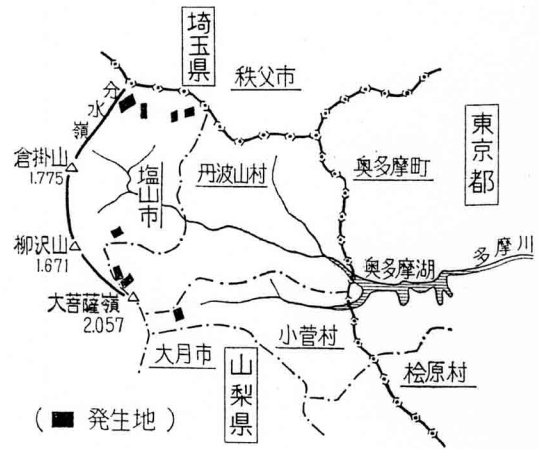 埼玉県
秩父市
分水嶺
東京都
倉掛山
1.775
塩山市
丹波山村
奥多摩町
柳沢山
1.671
奥多摩湖
多摩川
大菩薩嶺
2.057
大月市
小菅村
山梨県
桧原村
(■ 発生地)